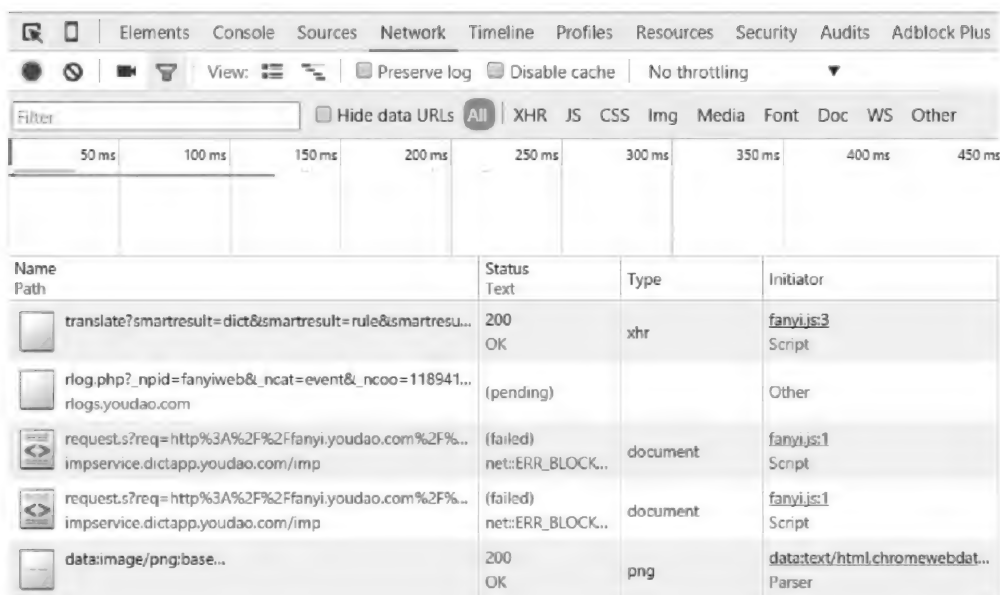 Elements Console Sources Network Timeline Profiles Resources Security Audits Adblock Plus
View: Preserve log Disable cache No throttling
Filter Hide data URLs All XHR JS CSS Img Media Font Doc WS Other
50 ms 100 ms 150 ms 200 ms 250 ms 300 ms 350 ms 400 ms 450 ms
Name Status Type Initiator
Path Text
translate?smartresult=dict&smartresult=rule&smartresu... 200 xhr fanyi.js:3
OK Script
rlog.php?_npid=fanyiweb&_ncat=event&_ncoo=118941... (pending) Other
rlogs.youdao.com
request.s?req=http%3A%2F%2Ffanyi.youdao.com%2F%... (failed) document fanyi.js:1
impservice.dictapp.youdao.com/imp net::ERR_BLOCK... Script
request.s?req=http%3A%2F%2Ffanyi.youdao.com%2F%... (failed) document fanyi.js:1
impservice.dictapp.youdao.com/imp net::ERR_BLOCK... Script
data:image/png;base... 200 png data:text/html,chromewebdat...
OK Parser